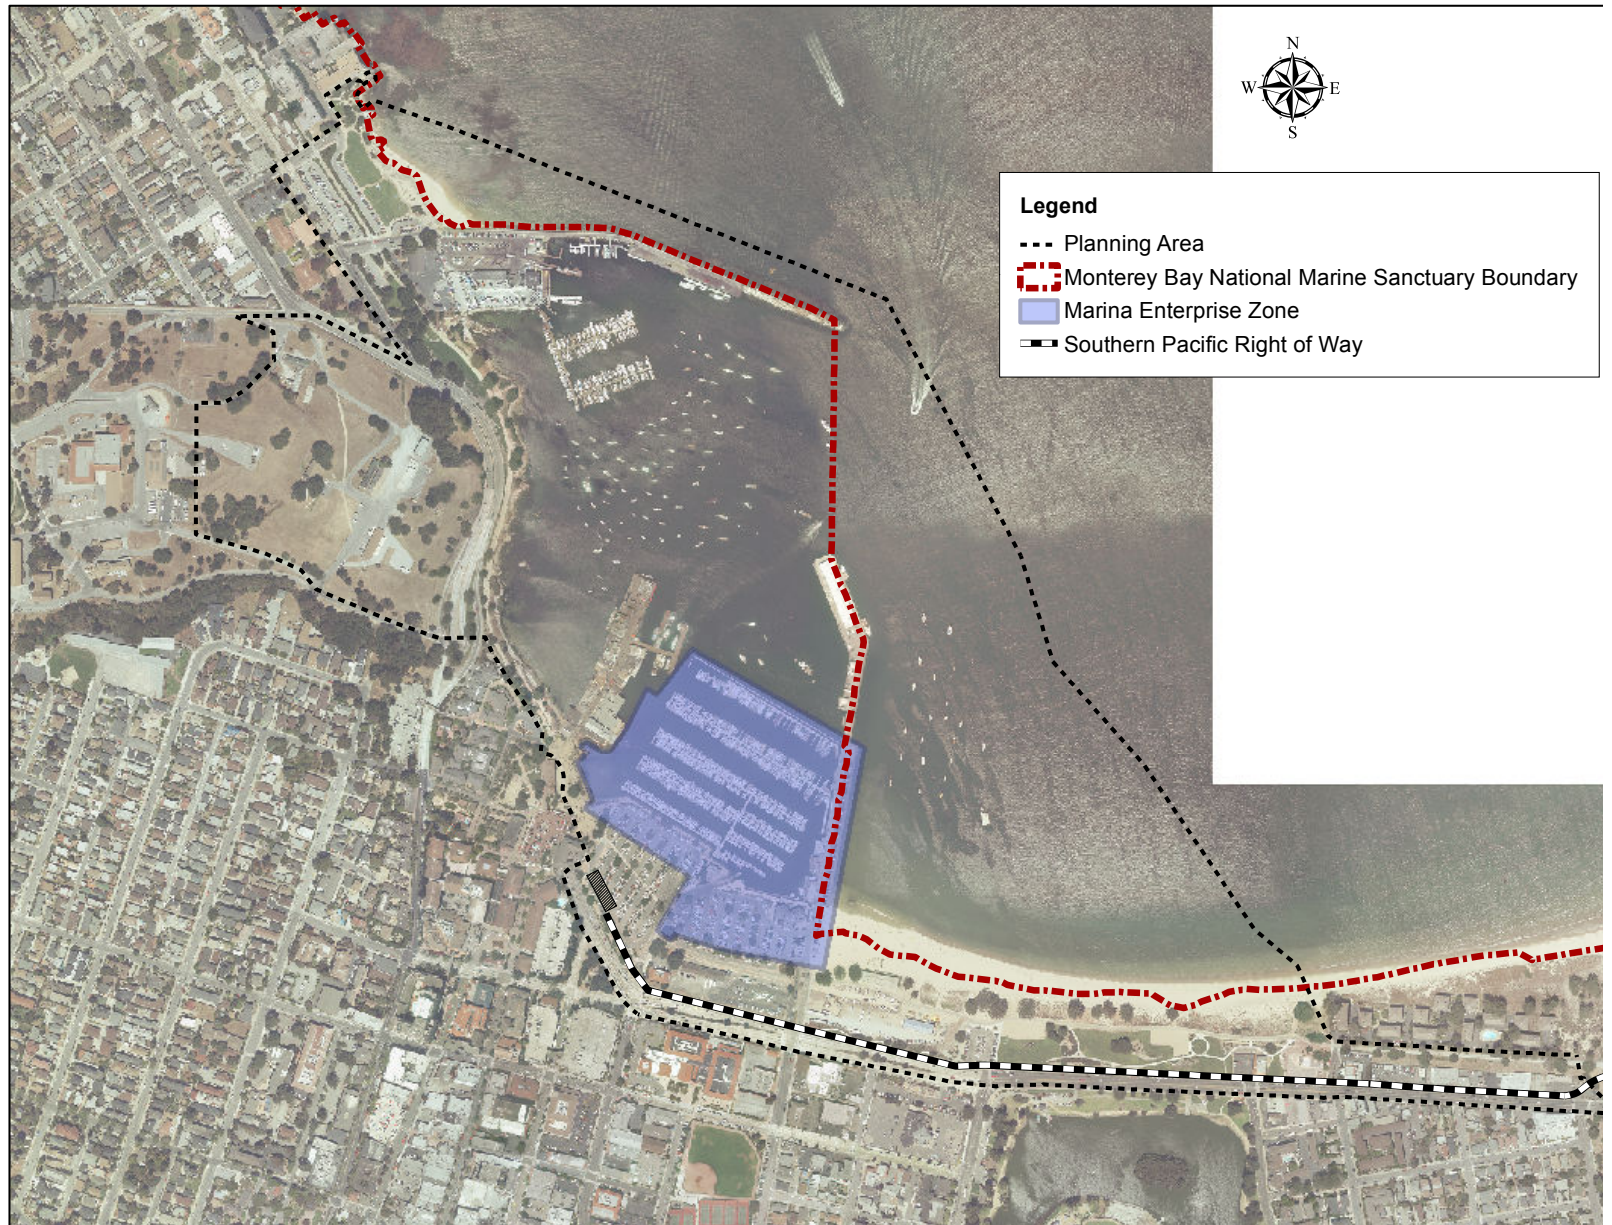 N
W E
S
Legend
Planning Area
Monterey Bay National Marine Sanctuary Boundary
Marina Enterprise Zone
Southern Pacific Right of Way